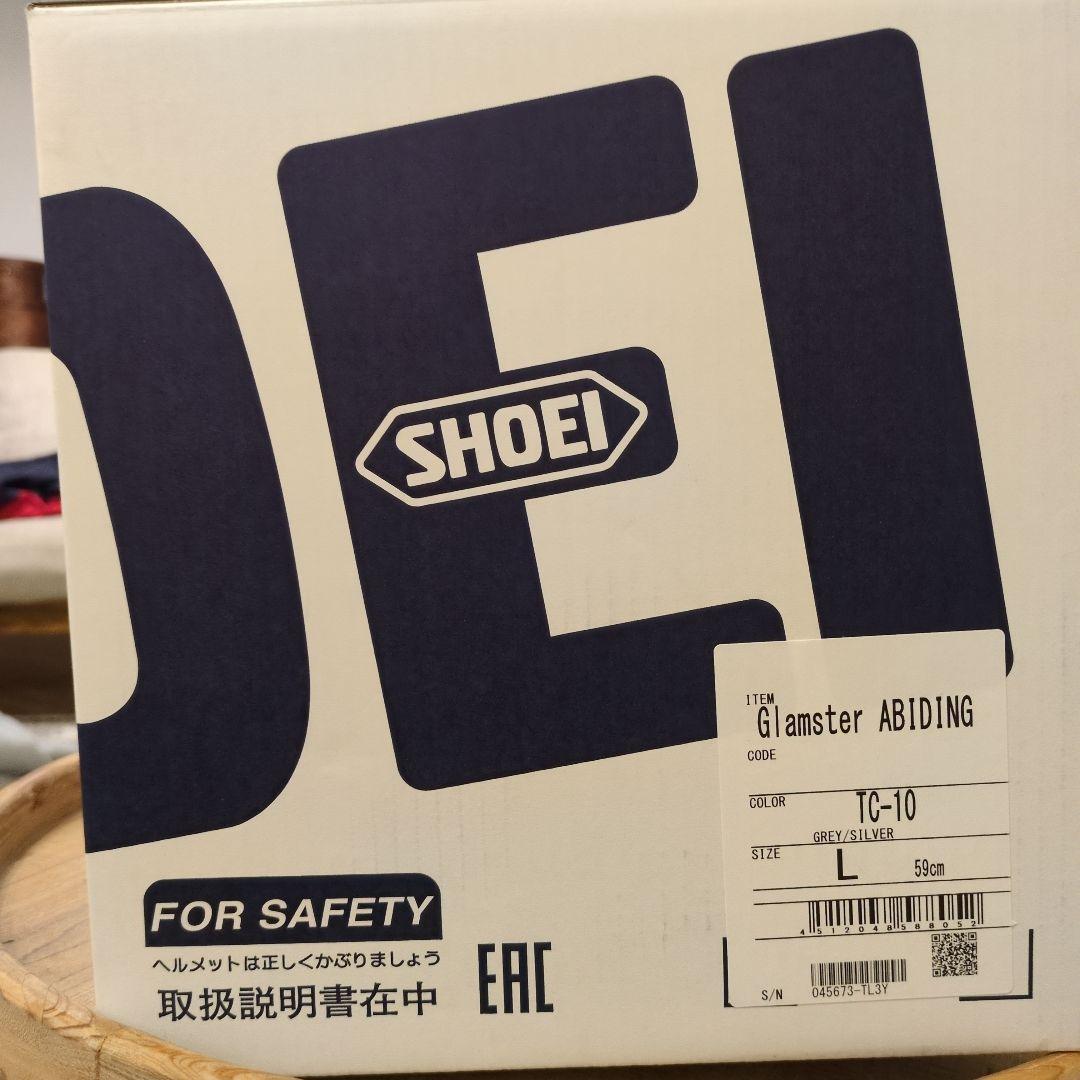 OEI
SHOEI
ITEM
Glamster ABIDING
CODE
COLOR
TC-10
GREY/SILVER
SIZE
L
59cm
4512048588052
S/N
045673-TL3Y
FOR SAFETY
ヘルメットは正しくかぶりましょう
取扱説明書在中
EAC